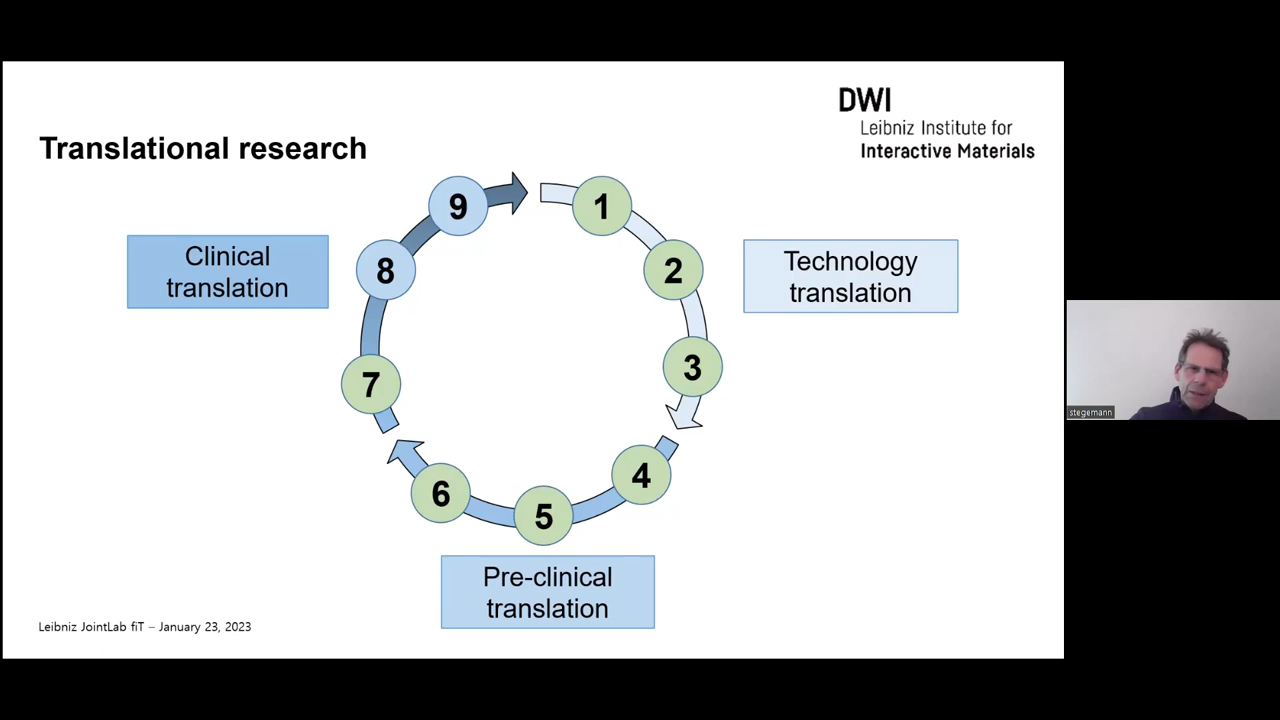 DWI
Leibniz Institute for
Interactive Materials
Translational research
9
1
Clinical
translation
8
2
Technology
translation
7
3
6
4
5
Pre-clinical
translation
Leibniz JointLab fiT – January 23, 2023
stegemann